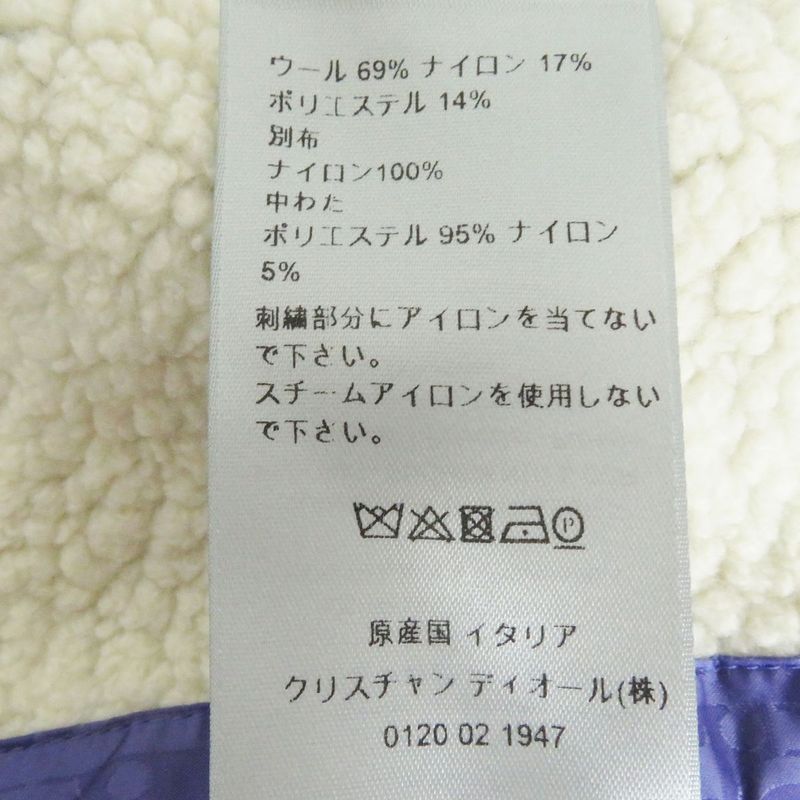 ウール 69% ナイロン 17%
ポリエステル 14%
別布
ナイロン100%
中わた
ポリエステル 95% ナイロン
5%
刺繍部分にアイロンを当てない
で下さい。
スチームアイロンを使用しない
で下さい。
P
原産国 イタリア
クリスチャン ディオール(株)
0120 02 1947